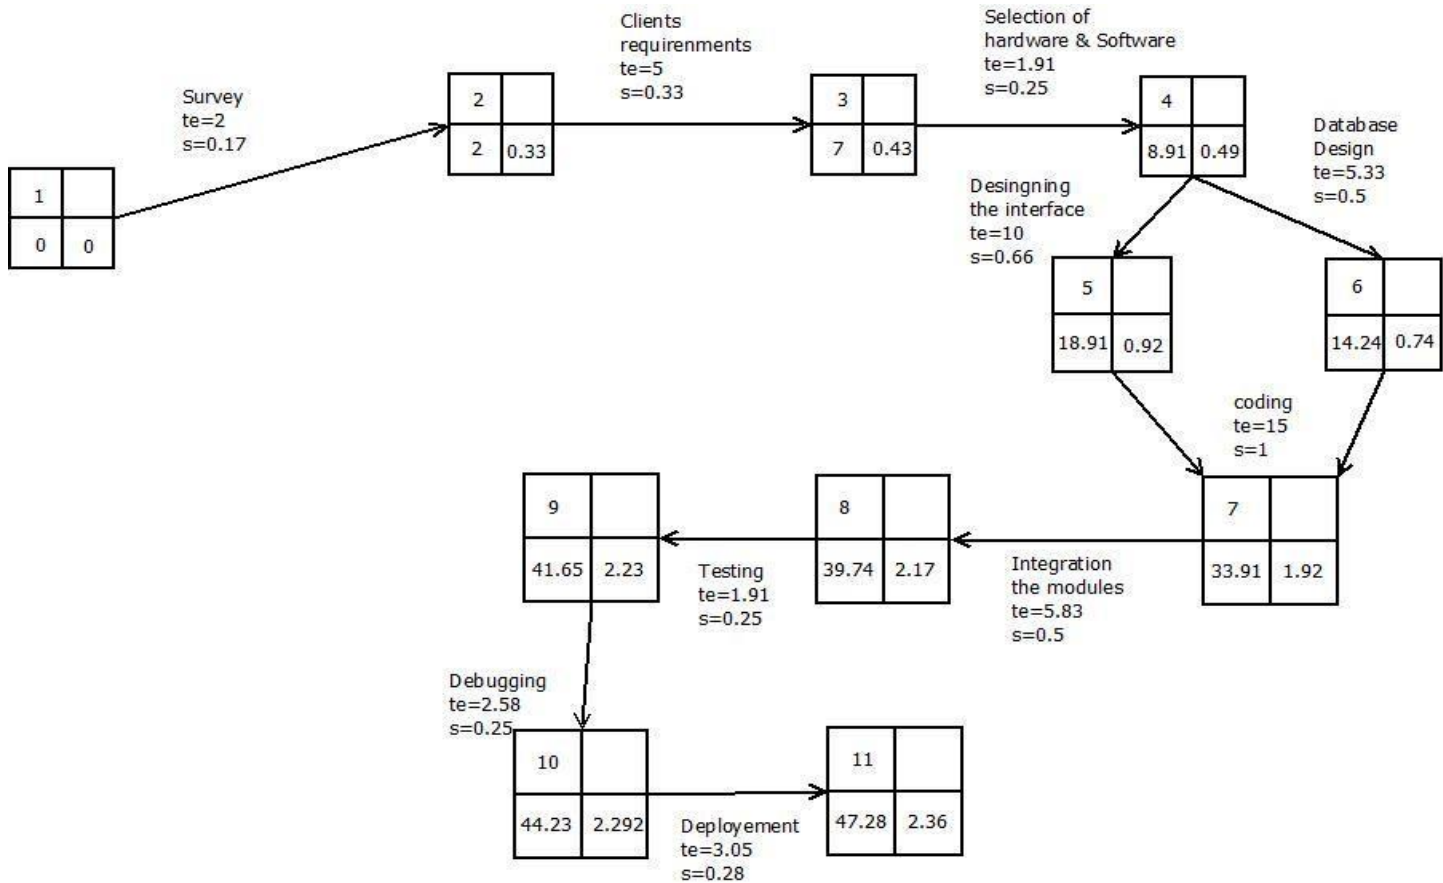 Survey
te=2
s=0.17
1
0 0
2
2 0.33
Clients
requirenments
te=5
s=0.33
3
7 0.43
Selection of
hardware & Software
te=1.91
s=0.25
4
8.91 0.49
Database
Design
te=5.33
s=0.5
Desingning
the interface
te=10
s=0.66
5
18.91 0.92
6
14.24 0.74
coding
te=15
s=1
7
33.91 1.92
Integration
the modules
te=5.83
s=0.5
8
39.74 2.17
Testing
te=1.91
s=0.25
9
41.65 2.23
Debugging
te=2.58
s=0.25
10
44.23 2.292
Deployement
te=3.05
s=0.28
11
47.28 2.36